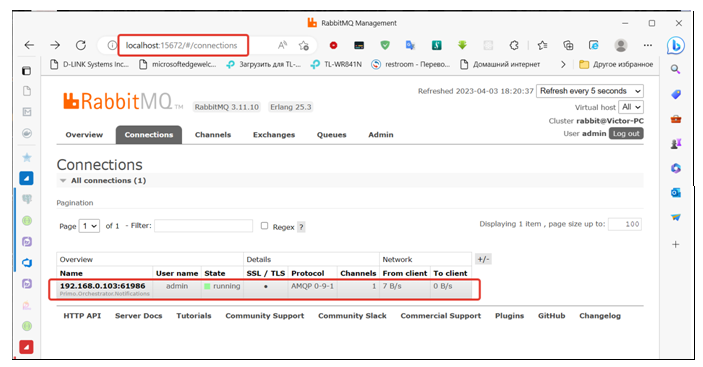 RabbitMQ Management
localhost:15672/#/connections
D-LINK Systems Inc...
microsoftedgewelc...
Загрузить для TL-...
TL-WR841N
restroom - Перево...
Домашний интернет
Другое избранное
Refreshed 2023-04-03 18:20:37 Refresh every 5 seconds
RabbitMQ TM RabbitMQ 3.11.10 Erlang 25.3
Virtual host All
Cluster rabbit@Victor-PC
User admin Log out
Overview Connections Channels Exchanges Queues Admin
Connections
All connections (1)
Pagination
Page 1 of 1 - Filter: Regex ?
Displaying 1 item , page size up to: 100
Overview Details Network +/-
Name User name State SSL / TLS Protocol Channels From client To client
192.168.0.103:61986 admin running • AMQP 0-9-1 1 7 B/s 0 B/s
Primo.Orchestrator.Notifications
HTTP API Server Docs Tutorials Community Support Community Slack Commercial Support Plugins GitHub Changelog